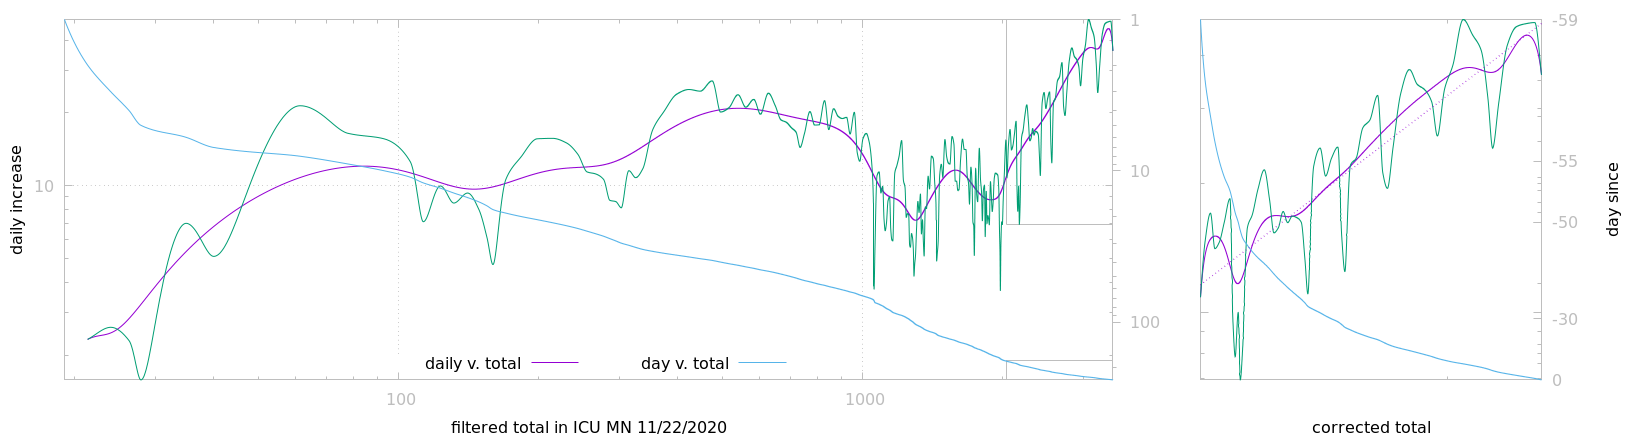 daily increase
10
100
1000
1
10
100
daily v. total
day v. total
filtered total in ICU MN 11/22/2020
-59
-55
-50
-30
0
day since
corrected total